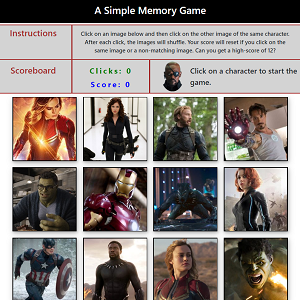 A Simple Memory Game
Instructions
Click on an image below and then click on the other image of the same character.
After each click, the images will shuffle. Your score will reset if you click on the
same image or a non-matching image. Can you get a high-score of 12?
Scoreboard
Clicks: 0
Score: 0
Click on a character to start the
game.